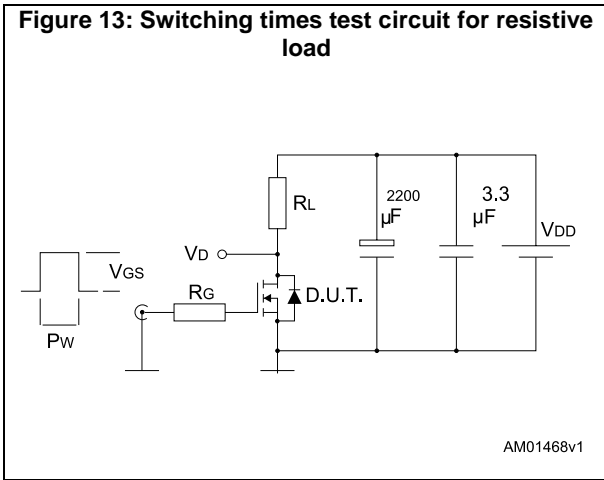 Figure 13: Switching times test circuit for resistive
load
RL
2200
μF
3.3
μF
VDD
VD
VGS
RG
D.U.T.
PW
AM01468v1